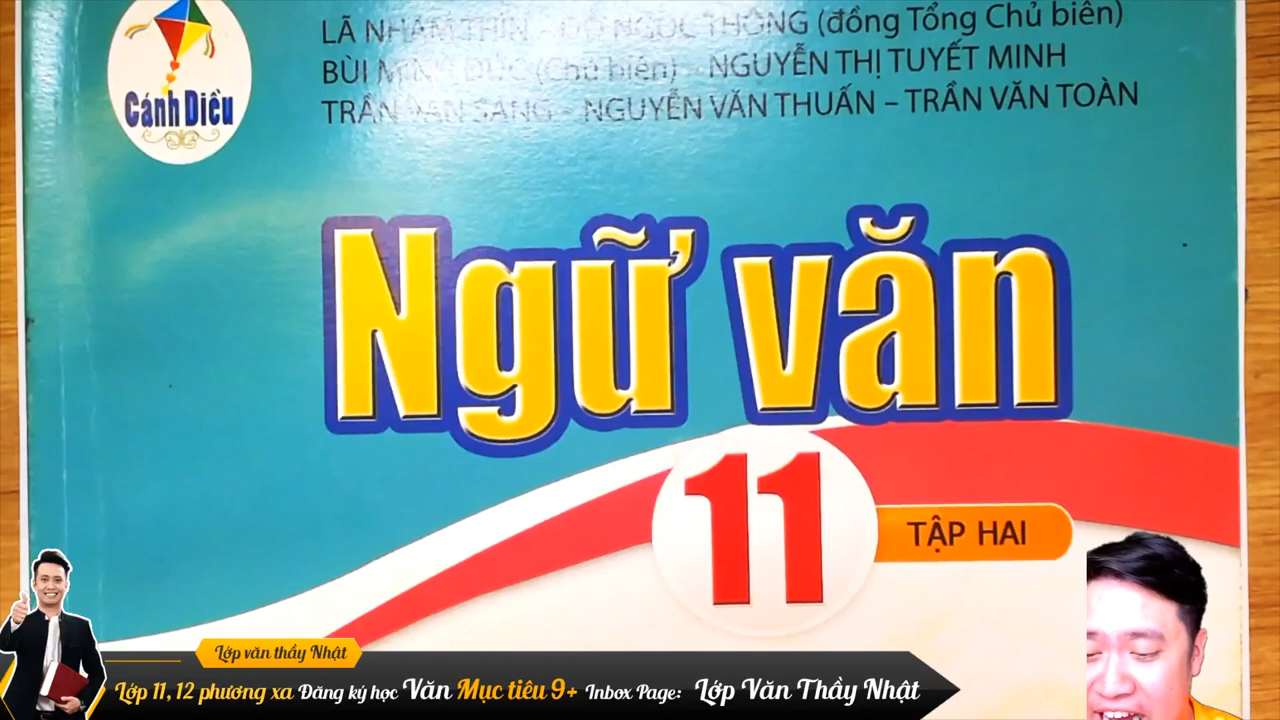 LÃ NHÂM THÌN – ĐỖ NGỌC THỐNG (đồng Tổng Chủ biên)
BÙI MINH ĐỨC (Chủ biên) – NGUYỄN THỊ TUYẾT MINH
TRẦN VĂN SÁNG – NGUYỄN VĂN THUẤN – TRẦN VĂN TOÀN
Cánh Diều
Ngữ văn
11
TẬP HAI
Lớp văn thầy Nhật
Lớp 11, 12 phương xa Đăng ký học Văn Mục tiêu 9+ Inbox Page: Lớp Văn Thầy Nhật